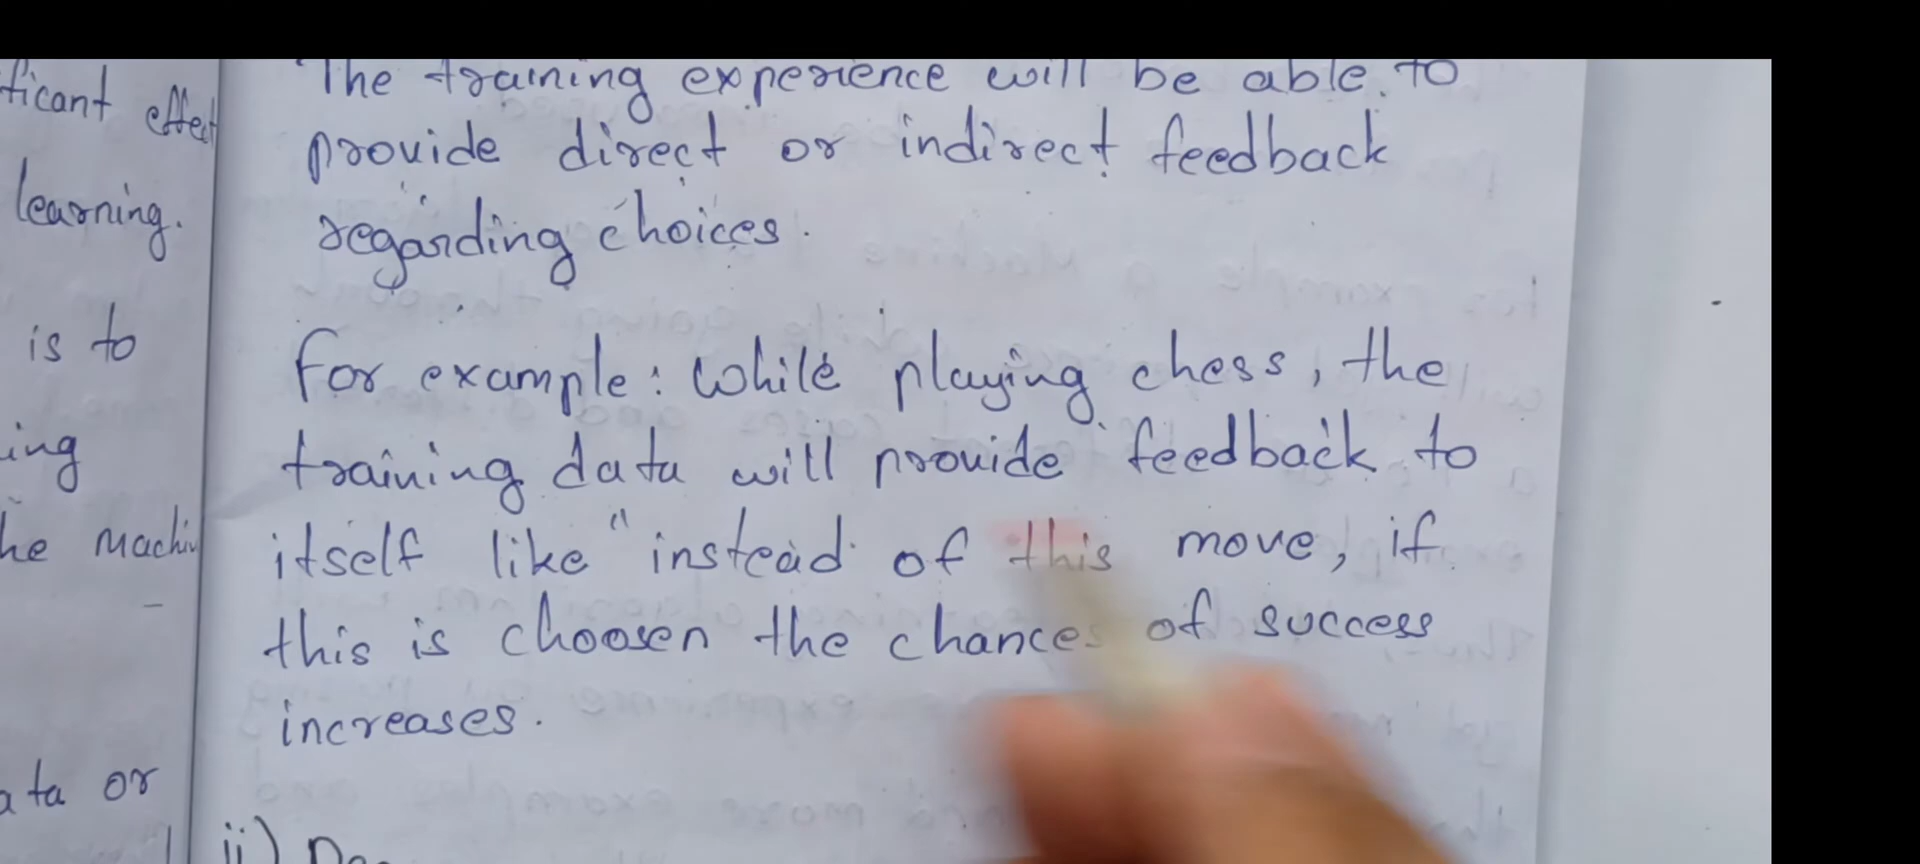 ficant effect
learning.
is to
ing
he machin
ata or
The training experience will be able to
provide direct or indirect feedback
regarding choices.
For example: While playing chess, the
training data will provide feedback to
itself like "instead of this move, if
this is choosen the chances of success
increases.
ii)